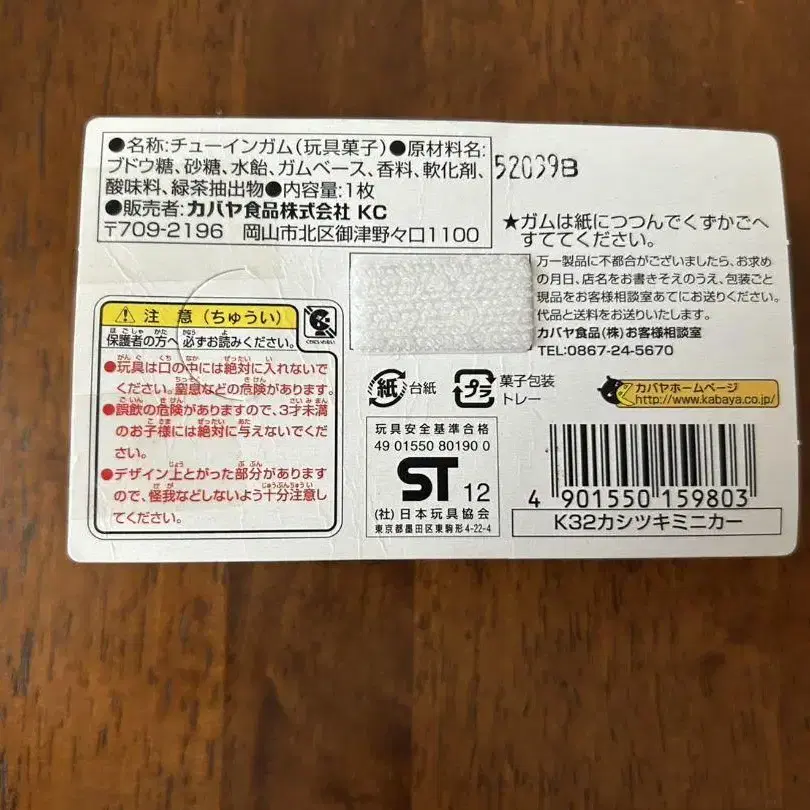 ●名称:チューインガム(玩具菓子)●原材料名:
ブドウ糖、砂糖、水飴、ガムベース、香料、軟化剤、
酸味料、緑茶抽出物●内容量:1枚
●販売者:カバヤ食品株式会社 KC
〒709-2196 岡山市北区御津野々口1100
52039B
★ガムは紙につつんでくずかごへ
すててください。
万一製品に不都合がございましたら、お求め
の月日、店名をお書きそえのうえ、包装ごと
現品をお客様相談室あてにお送りください。
代品と送料をお送りいたします。
カバヤ食品(株)お客様相談室
TEL:0867-24-5670
カバヤホームページ
http://www.kabaya.co.jp/
注意(ちゅうい)
保護者の方へ 必ずお読みください。
●玩具は口の中には絶対に入れないで
ください。窒息などの危険があります。
●誤飲の危険がありますので、3才未満
のお子様には絶対に与えないでくだ
さい。
●デザイン上とがった部分があります
ので、怪我などしないよう十分注意し
てください。
紙 台紙
プラ 菓子包装
トレー
玩具安全基準合格
49 01550 80190 0
ST 12
(社)日本玩具協会
東京都墨田区東駒形4-22-4
4 901550 159803
K32カシツキミニカー